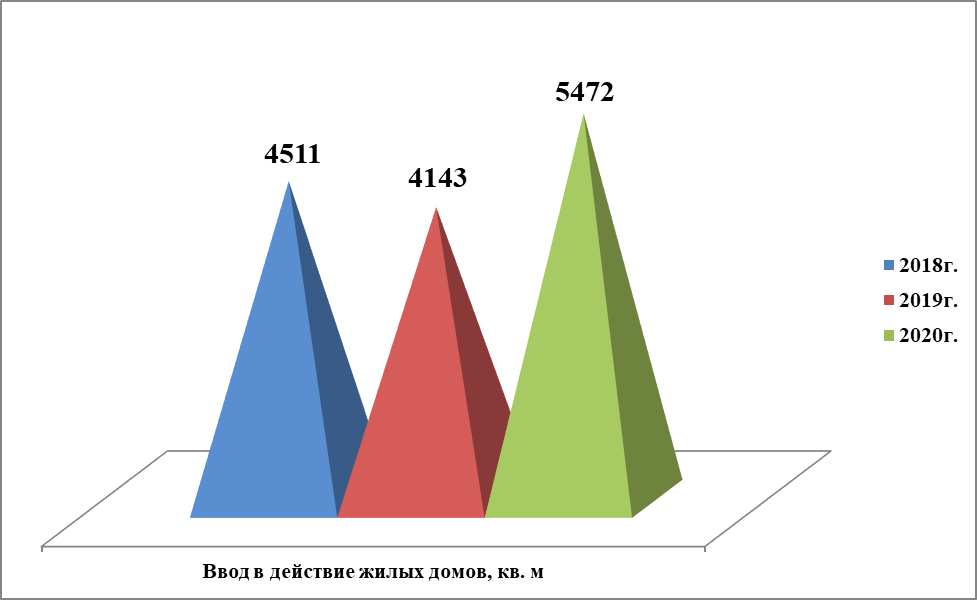 5472
4511
4143
2018г.
2019г.
2020г.
Ввод в действие жилых домов, кв. м